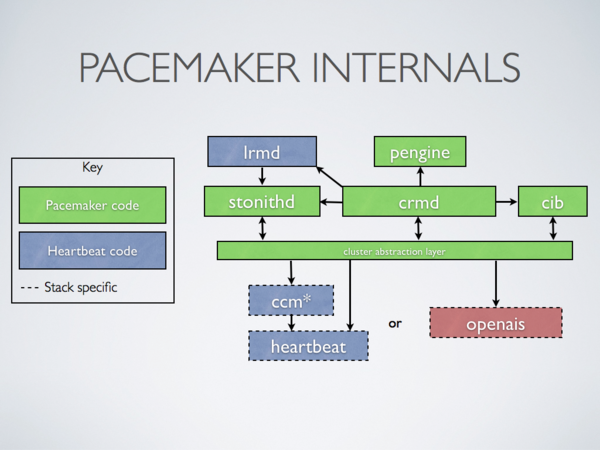 PACEMAKER INTERNALS
Key
Pacemaker code
Heartbeat code
--- Stack specific
lrmd
pengine
stonithd
crmd
cib
cluster abstraction layer
ccm*
heartbeat
or
openais